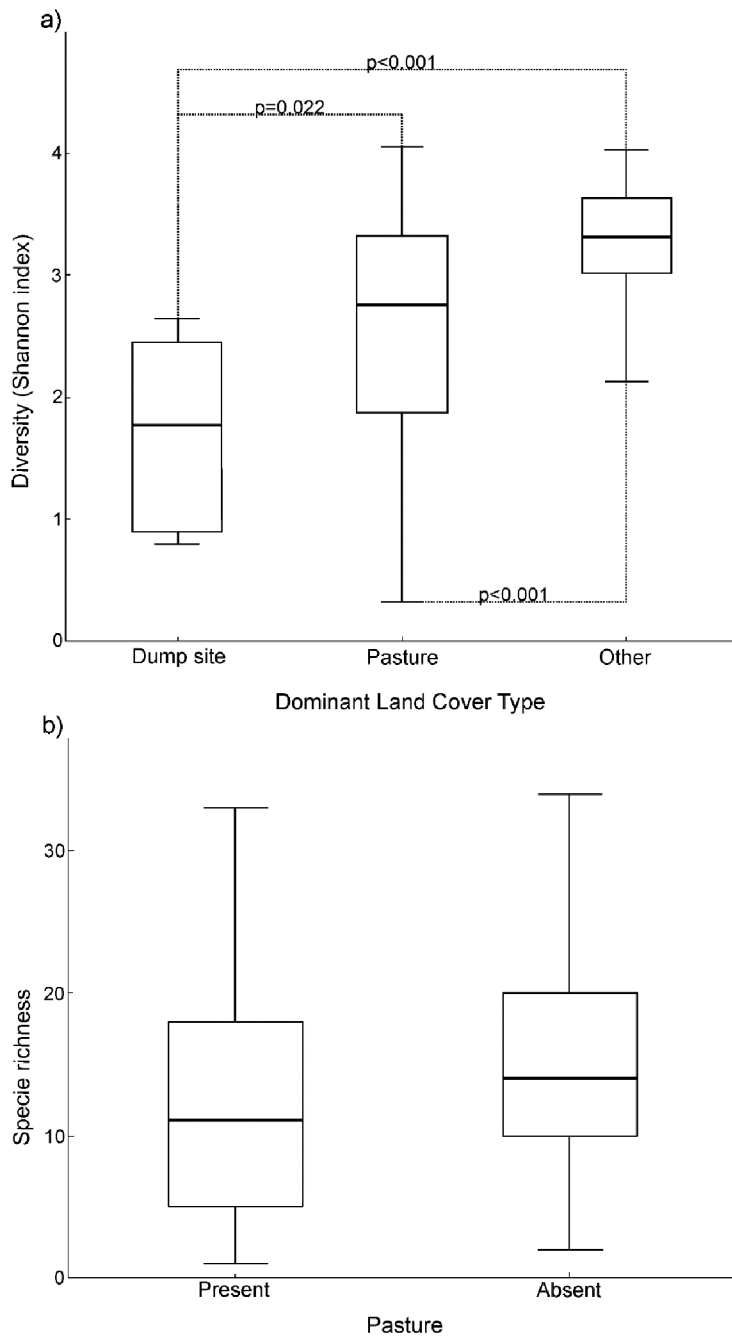 a)
p<0.001
p=0.022
4
3
2
1
0
Diversity (Shannon index)
p<0.001
Dump site Pasture Other
Dominant Land Cover Type
b)
30
20
10
0
Specie richness
Present Absent
Pasture